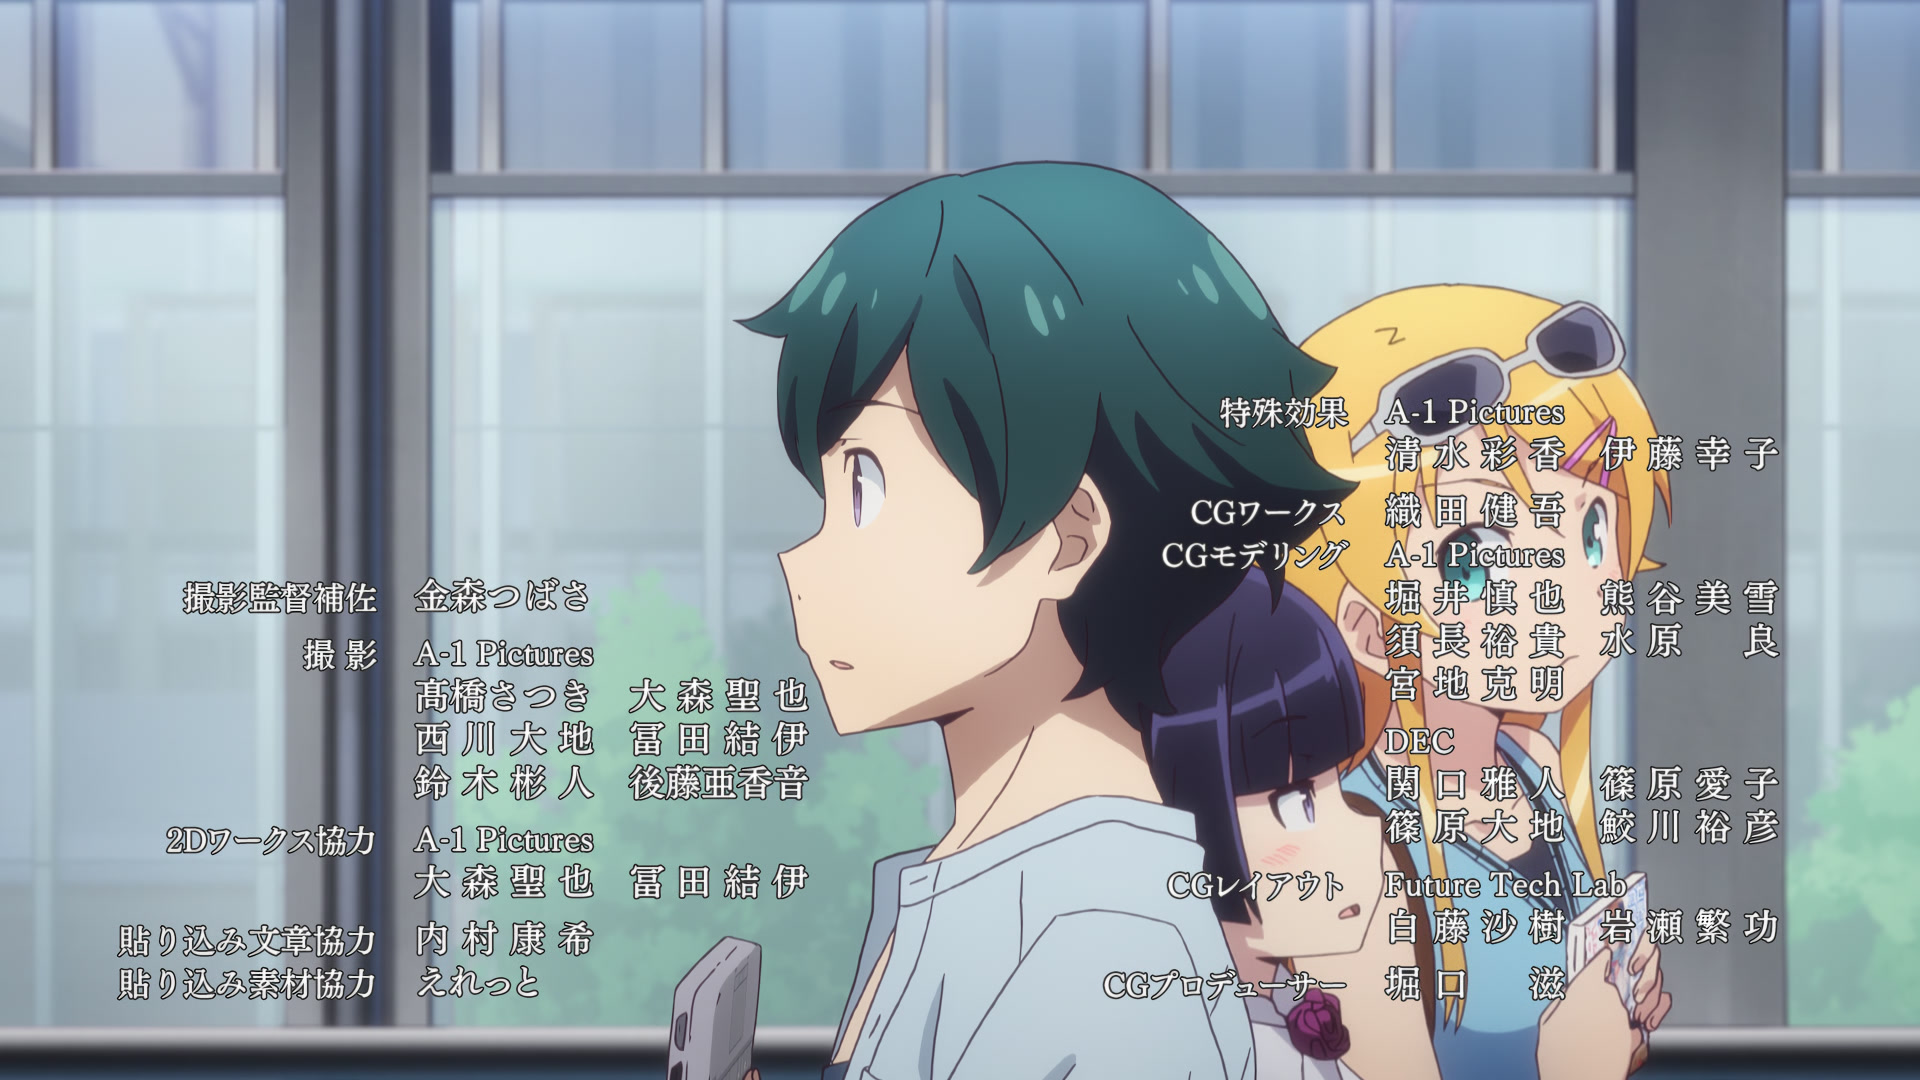 撮影監督補佐 金森つばさ
撮影 A-1 Pictures
髙橋さつき 大森聖也
西川大地 冨田結伊
鈴木彬人 後藤亜香音
2Dワークス協力 A-1 Pictures
大森聖也 冨田結伊
貼り込み文章協力 内村康希
貼り込み素材協力 えれっと
特殊効果 A-1 Pictures
清水彩香 伊藤幸子
CGワークス 織田健吾
CGモデリング A-1 Pictures
堀井慎也 熊谷美雪
須長裕貴 水原良
宮地克明
DEC
関口雅人 篠原愛子
篠原大地 鮫川裕彦
CGレイアウト Future Tech Lab
白藤沙樹 岩瀬繁功
CGプロデューサー 堀口滋